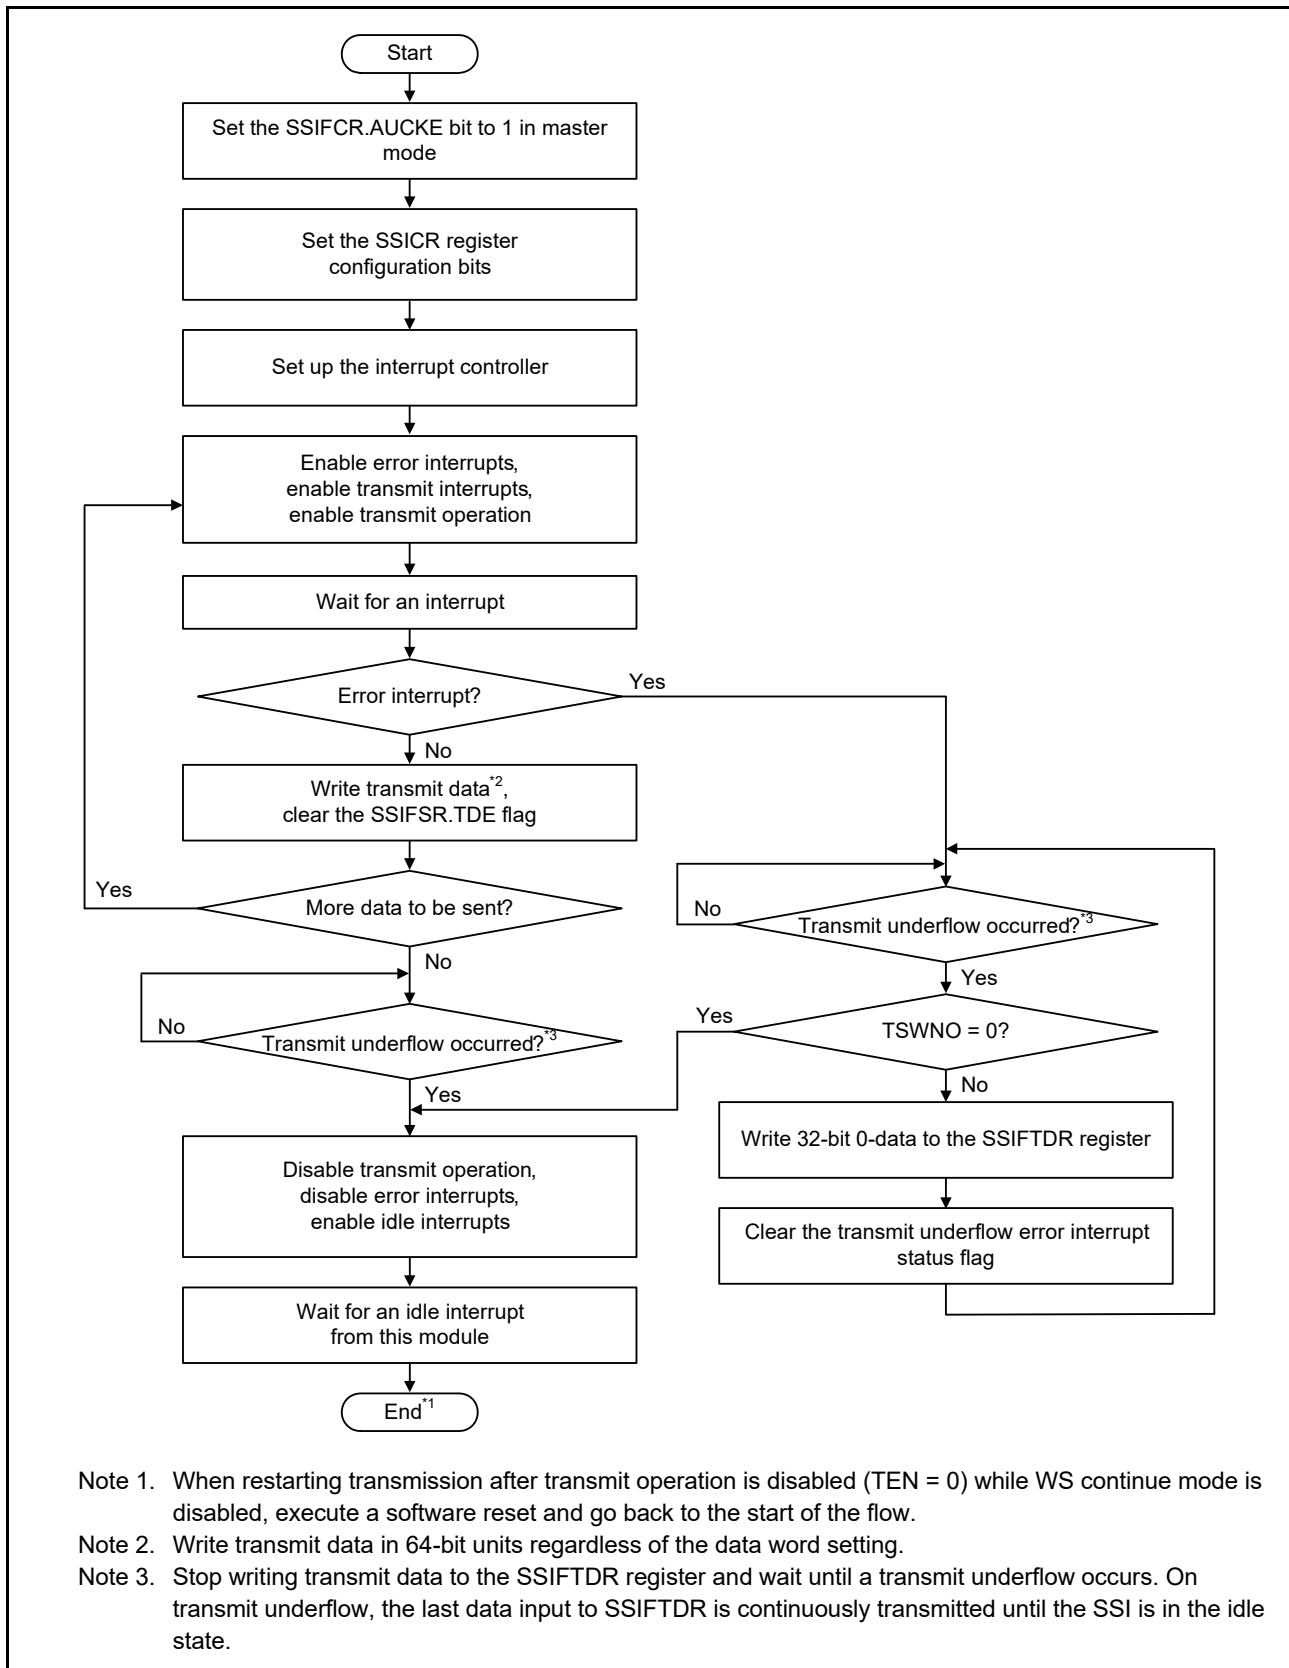 Start
Set the SSIFCR.AUCKE bit to 1 in master
mode
Set the SSICR register
configuration bits
Set up the interrupt controller
Enable error interrupts,
enable transmit interrupts,
enable transmit operation
Wait for an interrupt
Error interrupt?
Yes
No
Write transmit data*2,
clear the SSIFSR.TDE flag
Yes
More data to be sent?
No
No
Transmit underflow occurred?*3
Yes
No
Transmit underflow occurred?*3
Yes
Yes
TSWNO = 0?
No
Write 32-bit 0-data to the SSIFTDR register
Clear the transmit underflow error interrupt
status flag
Disable transmit operation,
disable error interrupts,
enable idle interrupts
Wait for an idle interrupt
from this module
End*1
Note 1. When restarting transmission after transmit operation is disabled (TEN = 0) while WS continue mode is
disabled, execute a software reset and go back to the start of the flow.
Note 2. Write transmit data in 64-bit units regardless of the data word setting.
Note 3. Stop writing transmit data to the SSIFTDR register and wait until a transmit underflow occurs. On
transmit underflow, the last data input to SSIFTDR is continuously transmitted until the SSI is in the idle
state.